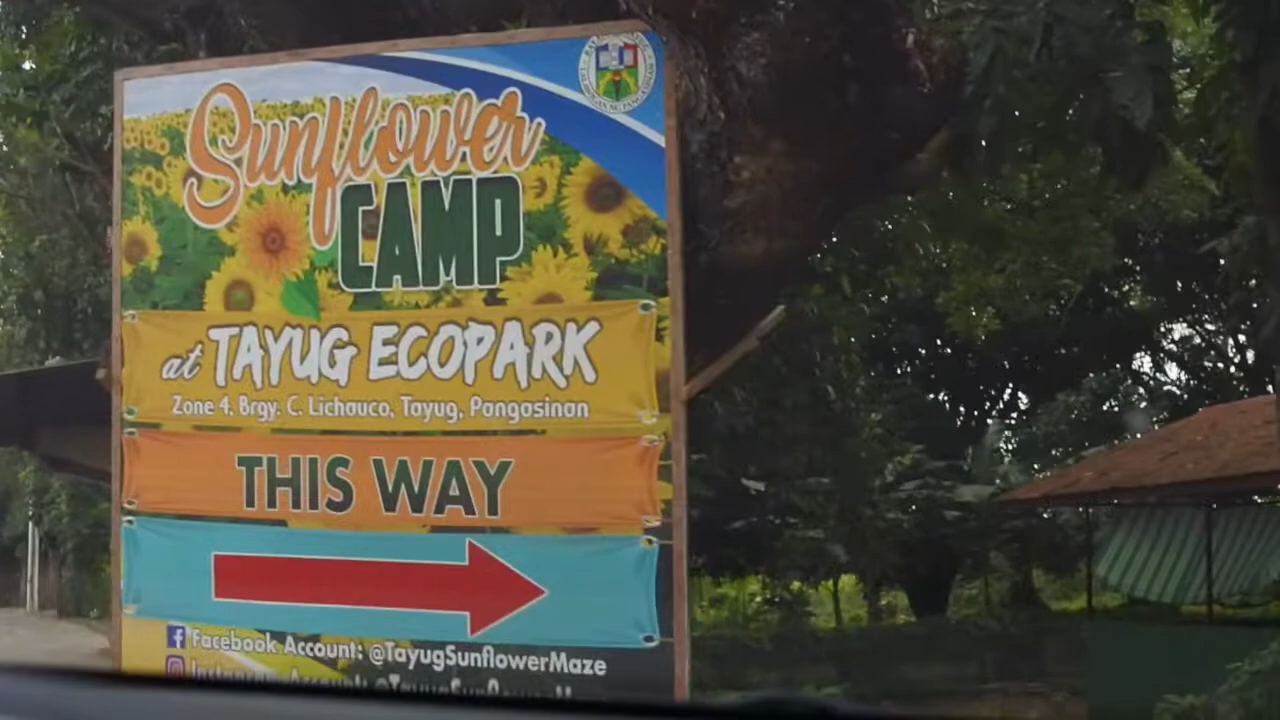 Sunflower
CAMP
at TAYUG ECOPARK
Zone 4, Brgy. C. Lichauco, Tayug, Pangasinan
THIS WAY
Facebook Account: @TayugSunflowerMaze